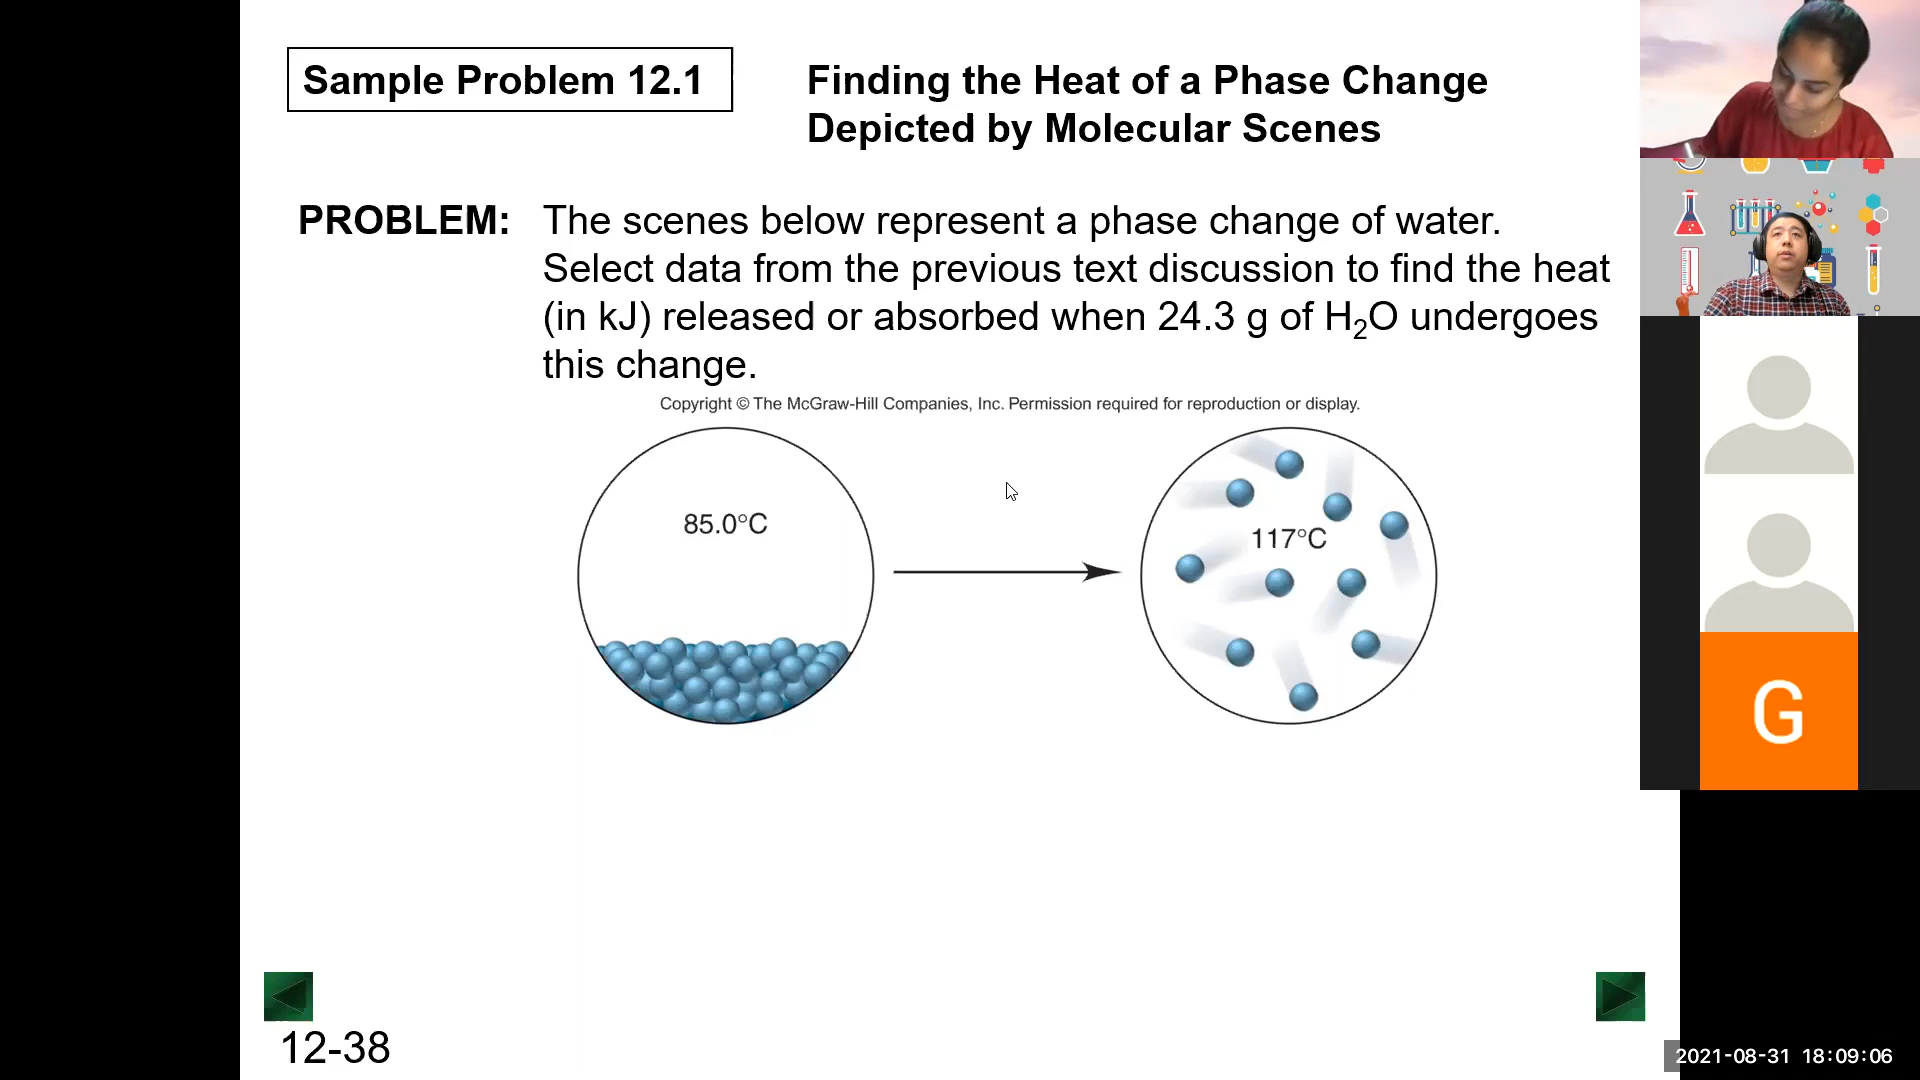 Sample Problem 12.1
Finding the Heat of a Phase Change
Depicted by Molecular Scenes
PROBLEM:
The scenes below represent a phase change of water.
Select data from the previous text discussion to find the heat
(in kJ) released or absorbed when 24.3 g of H₂O undergoes
this change.
Copyright © The McGraw-Hill Companies, Inc. Permission required for reproduction or display.
85.0°C
117°C
G
12-38
2021-08-31 18:09:06